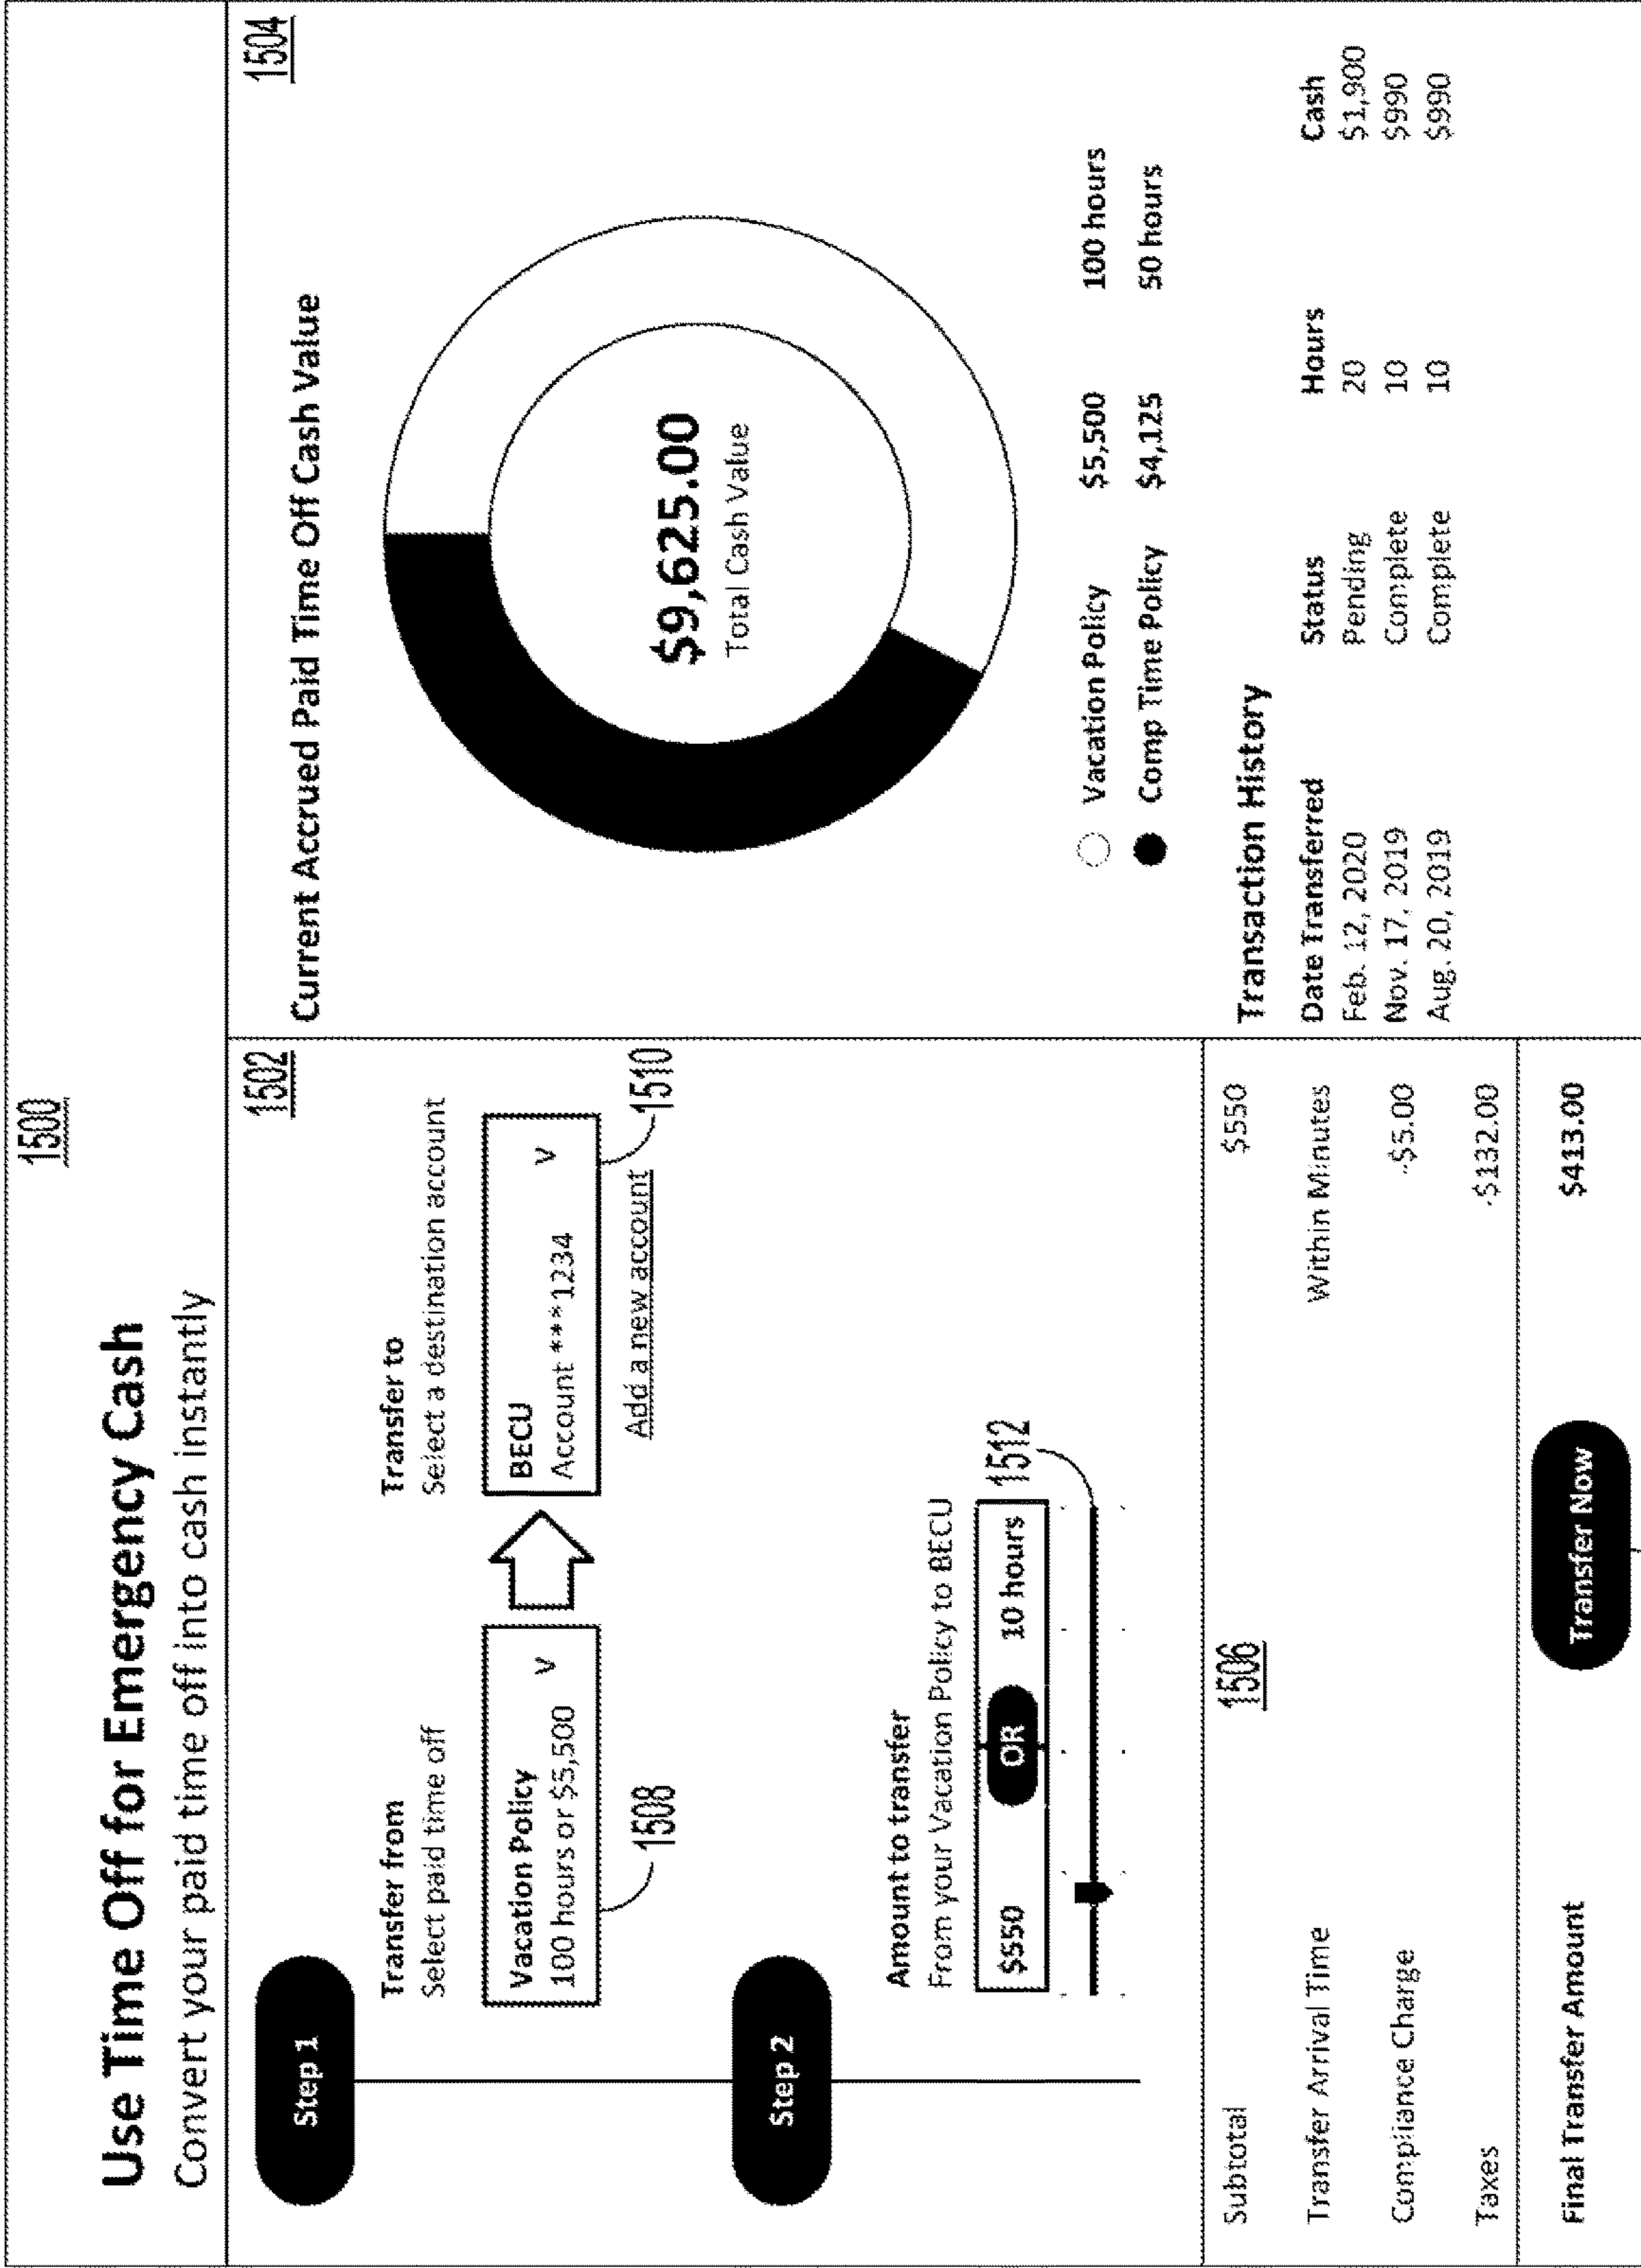 1500
Use Time Off for Emergency Cash
Convert your paid time off into cash instantly
1502
Step 1
Transfer from
Select paid time off
Vacation Policy
100 hours or $5,500 V
1508
Transfer to
Select a destination account
BECU
Account ***1234 V
1510
Add a new account
Step 2
Amount to transfer
From your Vacation Policy to BECU
$550 OR 10 hours
1512
1506
Subtotal $550
Transfer Arrival Time Within Minutes
Compliance Charge -$5.00
Taxes -$132.00
Final Transfer Amount Transfer Now $413.00
1504
Current Accrued Paid Time Off Cash Value
$9,625.00
Total Cash Value
Vacation Policy $5,500 100 hours
Comp Time Policy $4,125 50 hours
Transaction History
Date Transferred Status Hours Cash
Feb. 12, 2020 Pending 20 $1,900
Nov. 17, 2019 Complete 10 $990
Aug. 20, 2019 Complete 10 $990